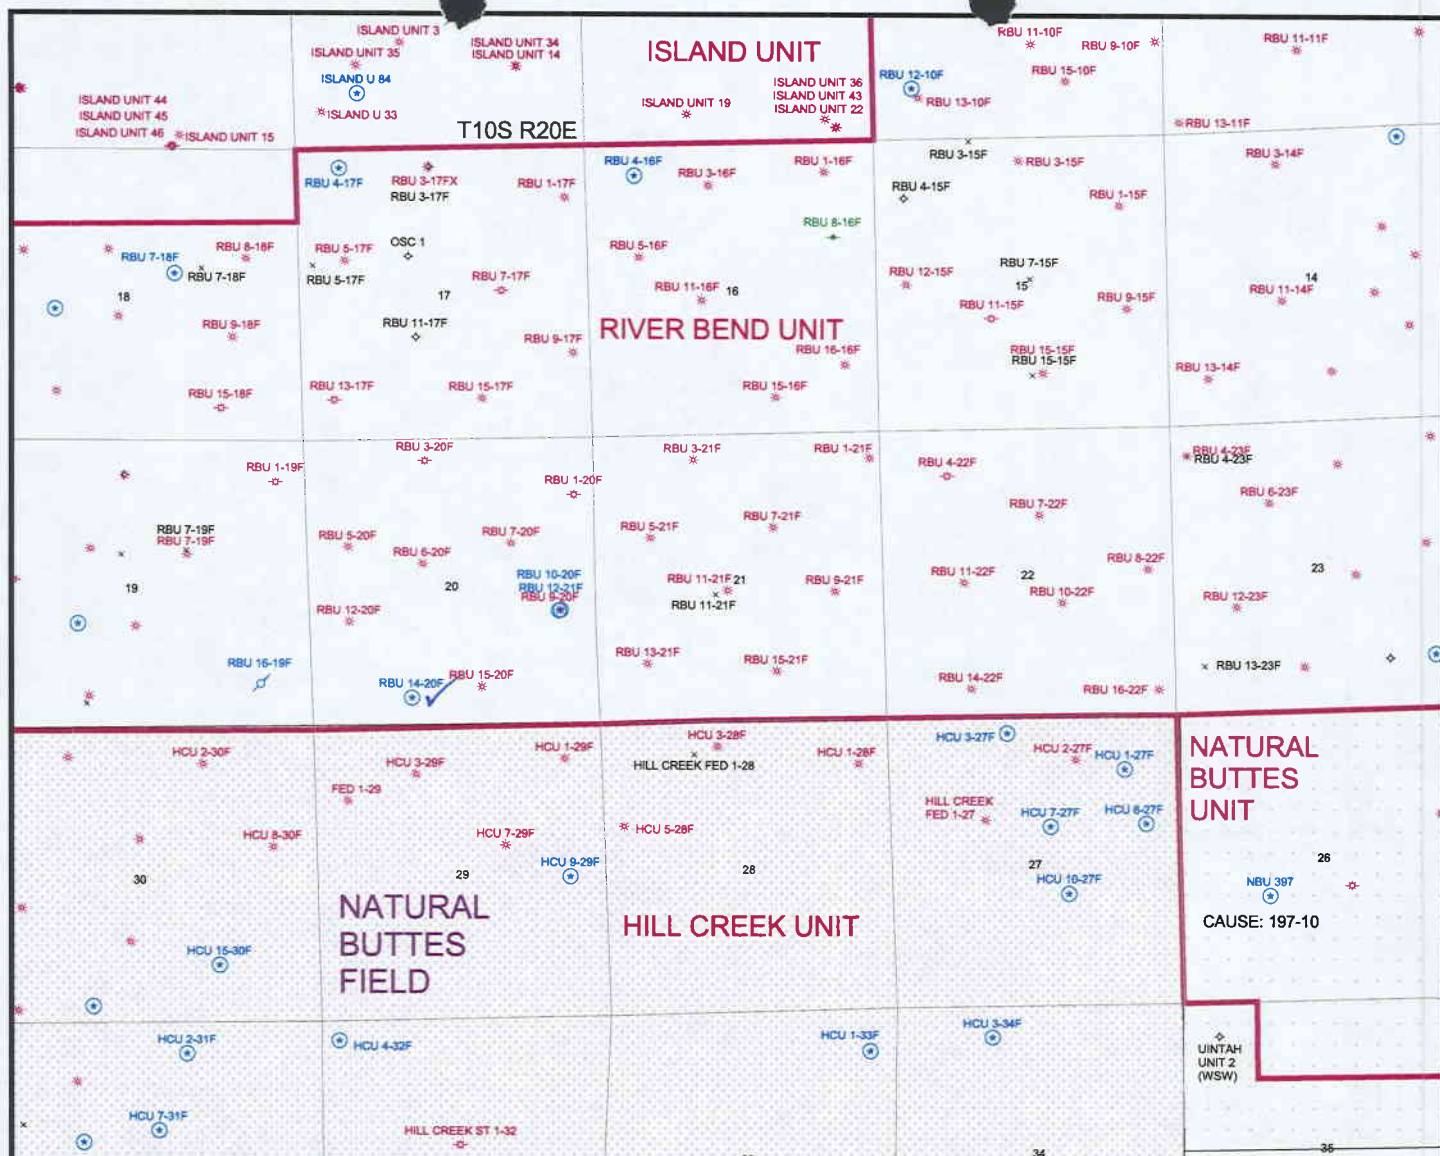 ISLAND UNIT 3
ISLAND UNIT 35
ISLAND UNIT 34
ISLAND UNIT 14
ISLAND U 84
ISLAND U 33
ISLAND UNIT 44
ISLAND UNIT 45
ISLAND UNIT 46
ISLAND UNIT 15
T10S R20E
ISLAND UNIT
ISLAND UNIT 19
ISLAND UNIT 36
ISLAND UNIT 43
ISLAND UNIT 22
RBU 11-10F
RBU 9-10F
RBU 12-10F
RBU 15-10F
RBU 13-10F
RBU 11-11F
RBU 13-11F
RBU 4-17F
RBU 3-17FX
RBU 3-17F
RBU 1-17F
RBU 4-16F
RBU 3-16F
RBU 1-16F
RBU 8-16F
RBU 3-15F
RBU 3-15F
RBU 4-15F
RBU 1-15F
RBU 3-14F
RBU 8-18F
RBU 7-18F
RBU 7-18F
18
RBU 9-18F
RBU 15-18F
RBU 5-17F
RBU 5-17F
OSC 1
RBU 7-17F
17
RBU 11-17F
RBU 9-17F
RBU 13-17F
RBU 15-17F
RBU 5-16F
RBU 11-16F
16
RIVER BEND UNIT
RBU 16-16F
RBU 15-16F
RBU 12-15F
RBU 7-15F
15
RBU 11-15F
RBU 9-15F
RBU 15-15F
RBU 15-15F
14
RBU 11-14F
RBU 13-14F
RBU 1-19F
RBU 7-19F
RBU 7-19F
19
RBU 16-19F
RBU 3-20F
RBU 1-20F
RBU 5-20F
RBU 7-20F
RBU 6-20F
20
RBU 10-20F
RBU 12-21F
RBU 9-20F
RBU 12-20F
RBU 14-20F
RBU 15-20F
RBU 3-21F
RBU 1-21F
RBU 5-21F
RBU 7-21F
RBU 11-21F
21
RBU 9-21F
RBU 11-21F
RBU 13-21F
RBU 15-21F
RBU 4-22F
RBU 7-22F
RBU 8-22F
RBU 11-22F
22
RBU 10-22F
RBU 14-22F
RBU 16-22F
RBU 4-23F
RBU 4-23F
RBU 6-23F
23
RBU 12-23F
RBU 13-23F
HCU 2-30F
HCU 8-30F
30
HCU 15-30F
HCU 3-29F
HCU 1-29F
FED 1-29
HCU 7-29F
HCU 9-29F
29
NATURAL
BUTTES
FIELD
HCU 3-28F
HILL CREEK FED 1-28
HCU 1-28F
HCU 5-28F
28
HILL CREEK UNIT
HCU 3-27F
HCU 2-27F
HCU 1-27F
HILL CREEK
FED 1-27
HCU 7-27F
HCU 8-27F
27
HCU 10-27F
NATURAL
BUTTES
UNIT
26
NBU 397
CAUSE: 197-10
HCU 2-31F
HCU 7-31F
HCU 4-32F
HILL CREEK ST 1-32
HCU 1-33F
HCU 3-34F
34
UINTAH
UNIT 2
(WSW)
35